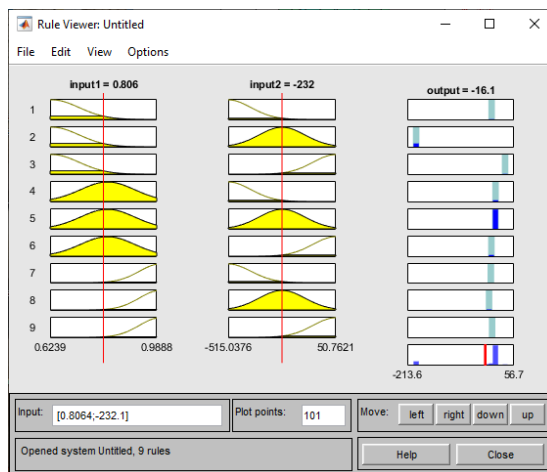 Rule Viewer: Untitled
File Edit View Options
input1 = 0.806 input2 = -232 output = -16.1
1
2
3
4
5
6
7
8
9
0.6239 0.9888 -515.0376 50.7621
-213.6 56.7
Input: [0.8064;-232.1] Plot points: 101 Move: left right down up
Opened system Untitled, 9 rules Help Close